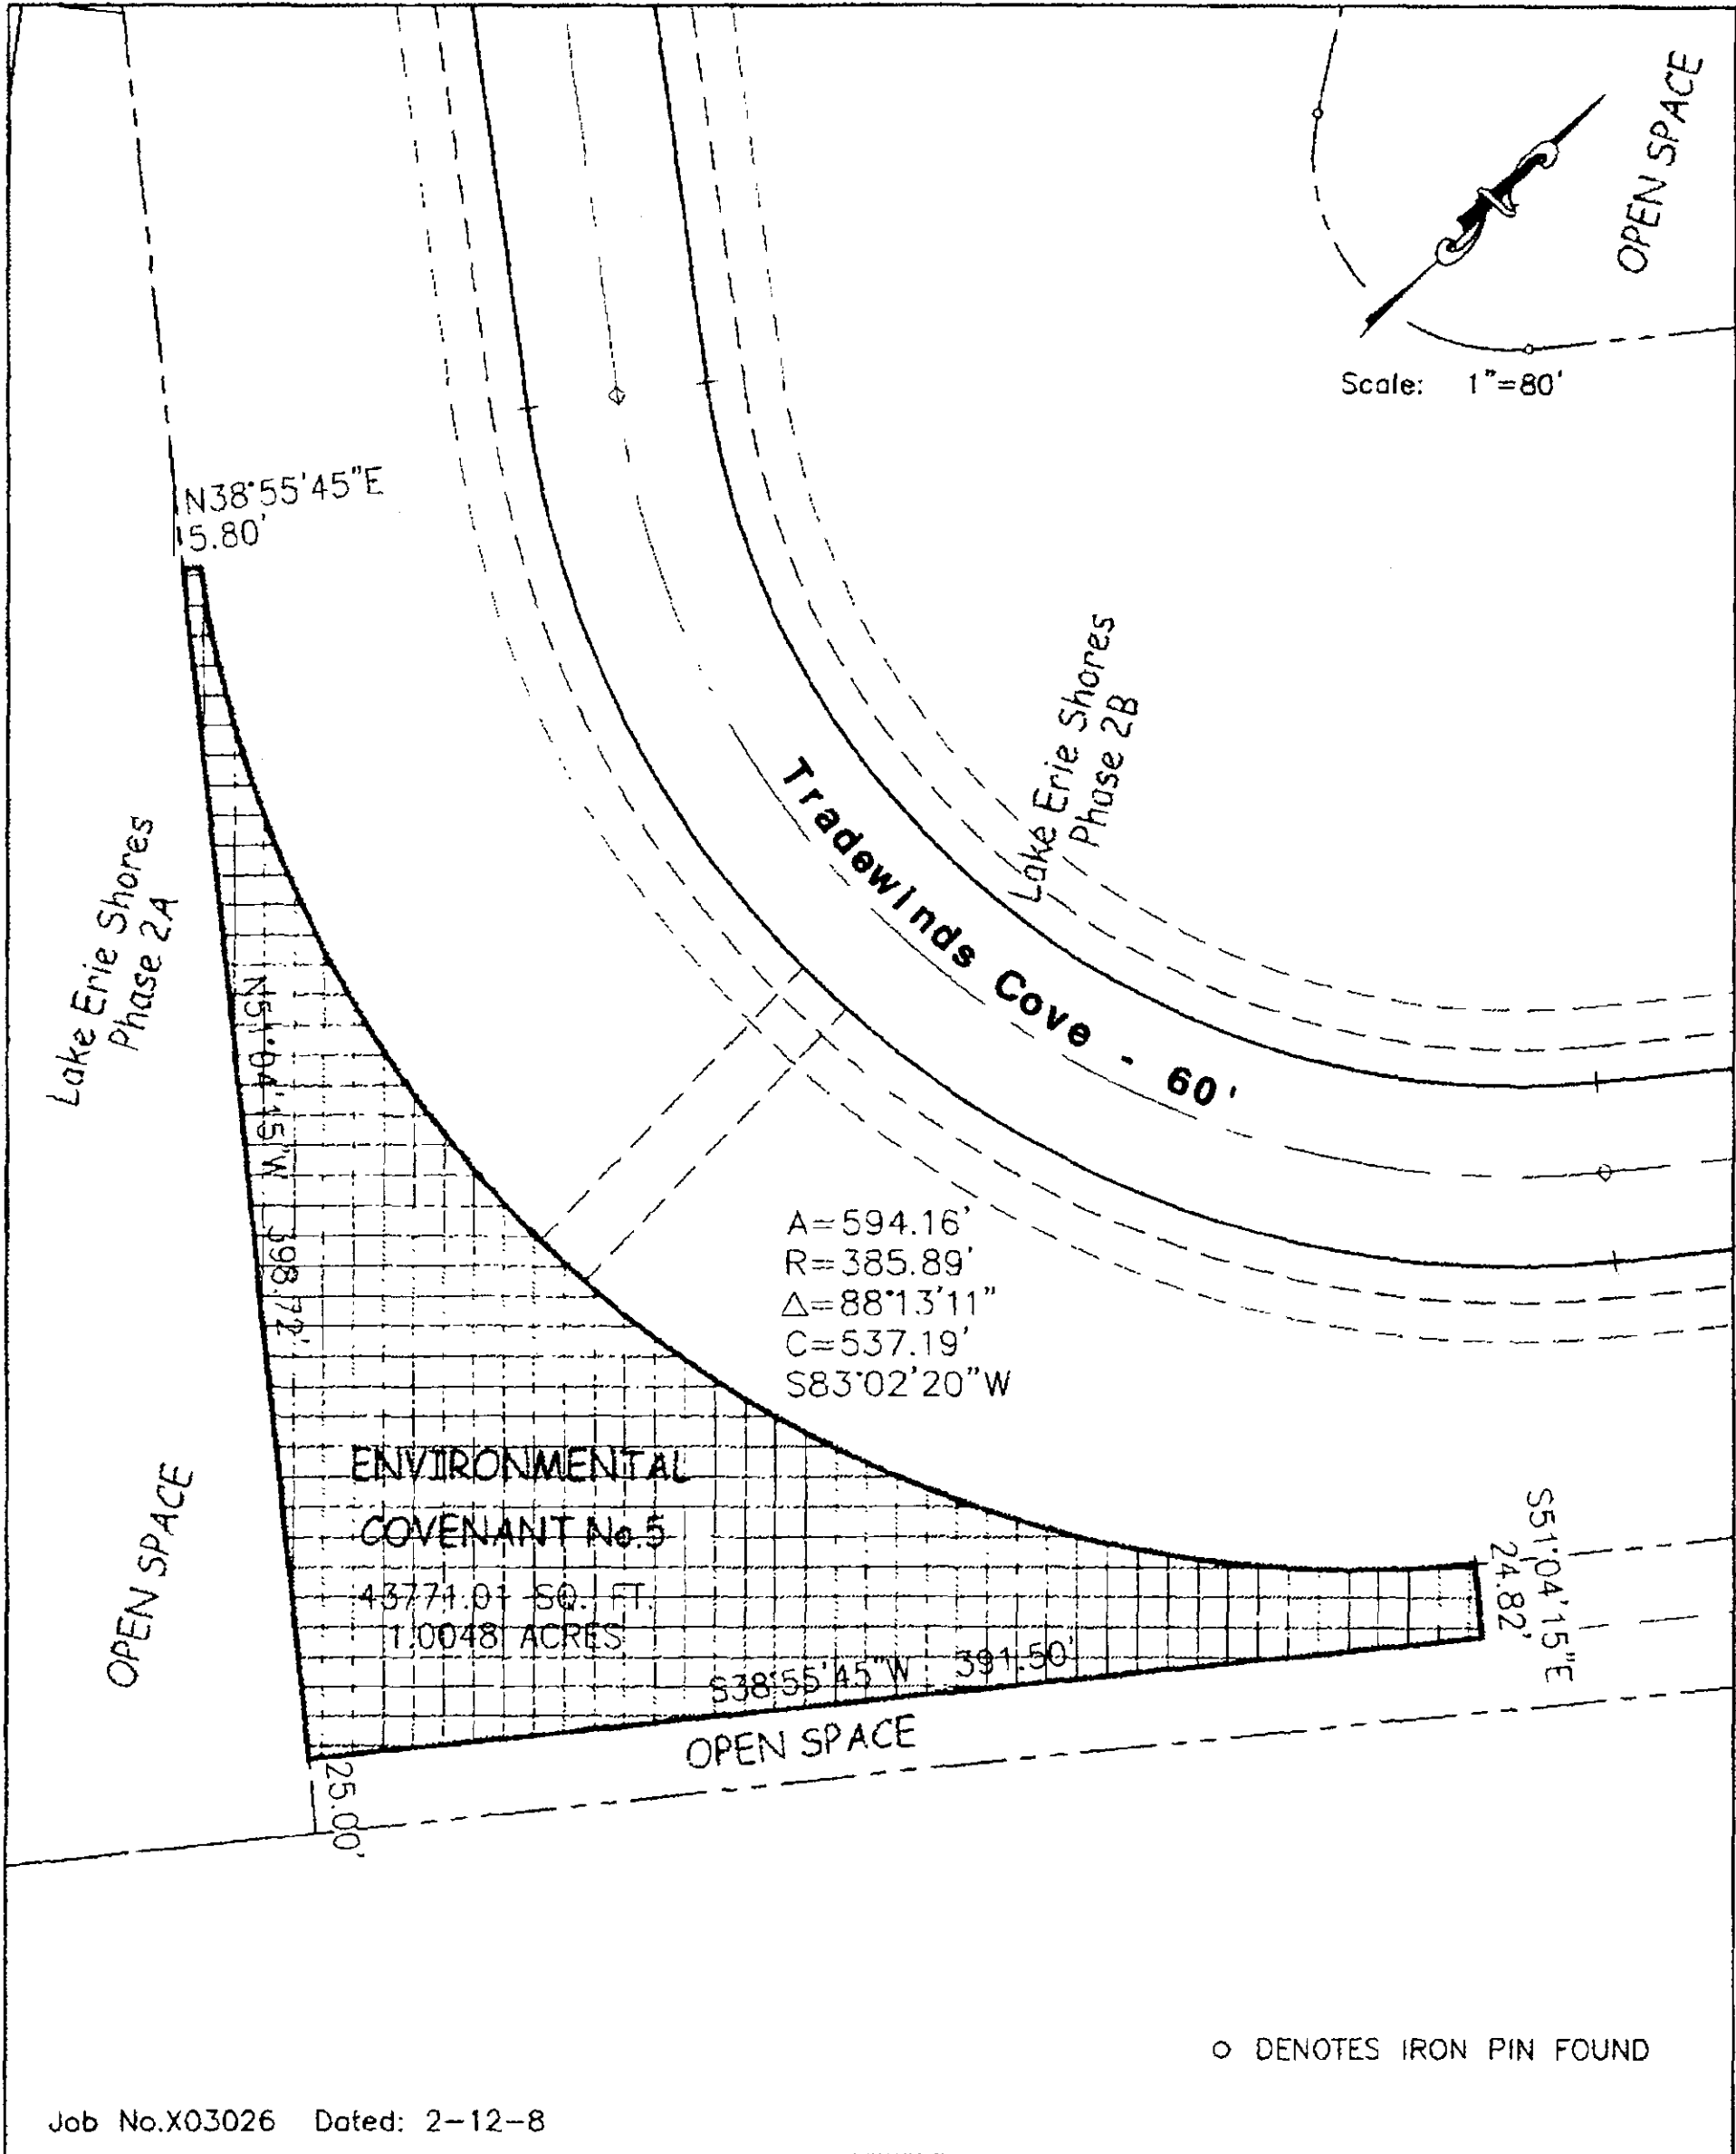 OPEN SPACE
Scale: 1"=80'
N38°55'45"E
5.80'
Lake Erie Shores
Phase 2B
Tradewinds Cove - 60'
Lake Erie Shores
Phase 2A
N51°04'15"W 398.72'
A=594.16'
R=385.89'
△=88°13'11"
C=537.19'
S83°02'20"W
ENVIRONMENTAL
COVENANT No.5
43771.01 SQ. FT.
1.0048 ACRES
S51°04'15"E
24.82'
OPEN SPACE
S38°55'45"W 391.50'
OPEN SPACE
25.00'
o DENOTES IRON PIN FOUND
Job No.X03026 Dated: 2-12-8